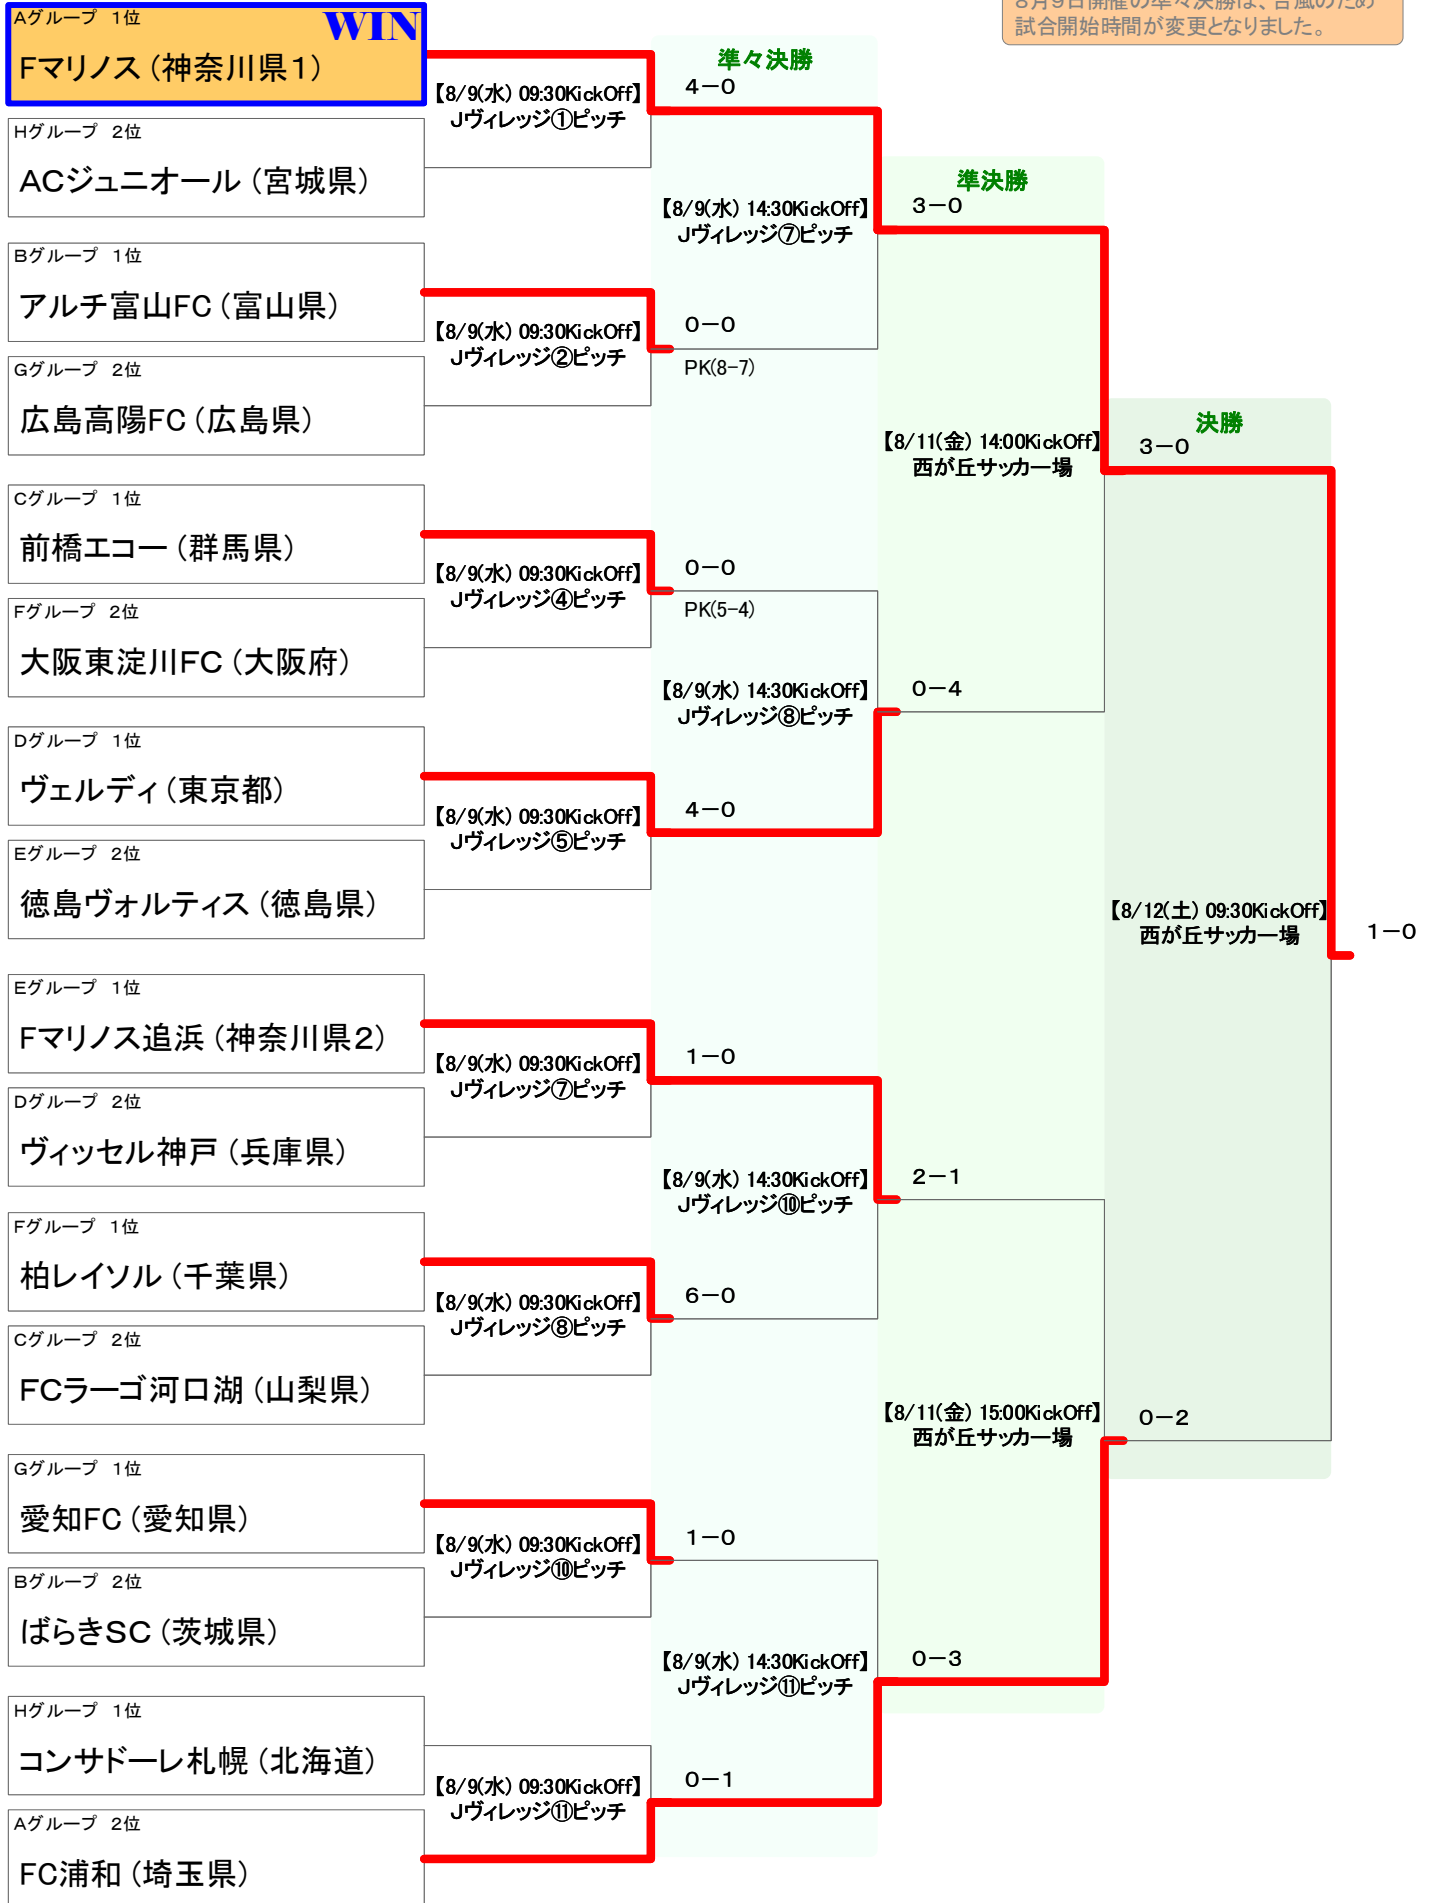 8月9日開催の準々決勝は、台風のため
試合開始時間が変更となりました。
Aグループ 1位
WIN
Fマリノス (神奈川県1)
Hグループ 2位
ACジュニオール (宮城県)
Bグループ 1位
アルチ富山FC (富山県)
Gグループ 2位
広島高陽FC (広島県)
Cグループ 1位
前橋エコー (群馬県)
Fグループ 2位
大阪東淀川FC (大阪府)
Dグループ 1位
ヴェルディ (東京都)
Eグループ 2位
徳島ヴォルティス (徳島県)
Eグループ 1位
Fマリノス追浜 (神奈川県2)
Dグループ 2位
ヴィッセル神戸 (兵庫県)
Fグループ 1位
柏レイソル (千葉県)
Cグループ 2位
FCラーゴ河口湖 (山梨県)
Gグループ 1位
愛知FC (愛知県)
Bグループ 2位
ばらきSC (茨城県)
Hグループ 1位
コンサドーレ札幌 (北海道)
Aグループ 2位
FC浦和 (埼玉県)
【8/9(水) 09:30KickOff】
Jヴィレッジ①ピッチ
【8/9(水) 09:30KickOff】
Jヴィレッジ②ピッチ
【8/9(水) 09:30KickOff】
Jヴィレッジ④ピッチ
【8/9(水) 09:30KickOff】
Jヴィレッジ⑤ピッチ
【8/9(水) 09:30KickOff】
Jヴィレッジ⑦ピッチ
【8/9(水) 09:30KickOff】
Jヴィレッジ⑧ピッチ
【8/9(水) 09:30KickOff】
Jヴィレッジ⑩ピッチ
【8/9(水) 09:30KickOff】
Jヴィレッジ⑪ピッチ
準々決勝
4-0
【8/9(水) 14:30KickOff】
Jヴィレッジ⑦ピッチ
0-0
PK(8-7)
0-0
PK(5-4)
【8/9(水) 14:30KickOff】
Jヴィレッジ⑧ピッチ
4-0
1-0
【8/9(水) 14:30KickOff】
Jヴィレッジ⑩ピッチ
6-0
1-0
【8/9(水) 14:30KickOff】
Jヴィレッジ⑪ピッチ
0-1
準決勝
3-0
【8/11(金) 14:00KickOff】
西が丘サッカー場
0-4
2-1
【8/11(金) 15:00KickOff】
西が丘サッカー場
0-3
決勝
3-0
【8/12(土) 09:30KickOff】
西が丘サッカー場
0-2
1-0